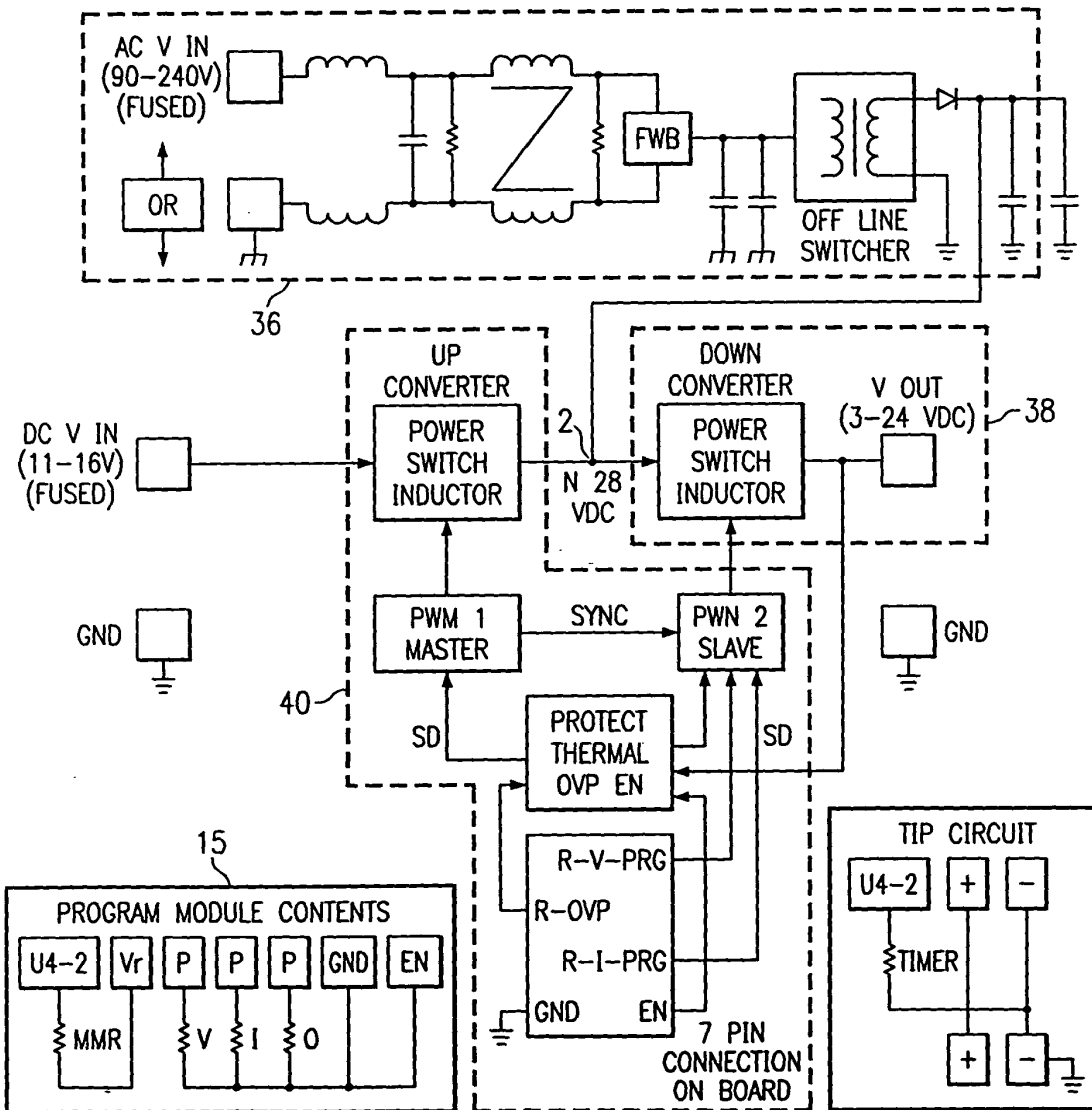 AC V IN
(90-240V)
(FUSED)
OR
FWB
OFF LINE
SWITCHER
36
UP
CONVERTER
DOWN
CONVERTER
V OUT
(3-24 VDC)
38
DC V IN
(11-16V)
(FUSED)
POWER
SWITCH
INDUCTOR
2
N 28
VDC
POWER
SWITCH
INDUCTOR
GND
PWM 1
MASTER
SYNC
PWN 2
SLAVE
GND
40
SD
PROTECT
THERMAL
OVP EN
SD
R-V-PRG
R-OVP
R-I-PRG
GND
EN
7 PIN
CONNECTION
ON BOARD
15
PROGRAM MODULE CONTENTS
U4-2 Vr P P P GND EN
MMR V I O
TIP CIRCUIT
U4-2 + -
TIMER
+ -